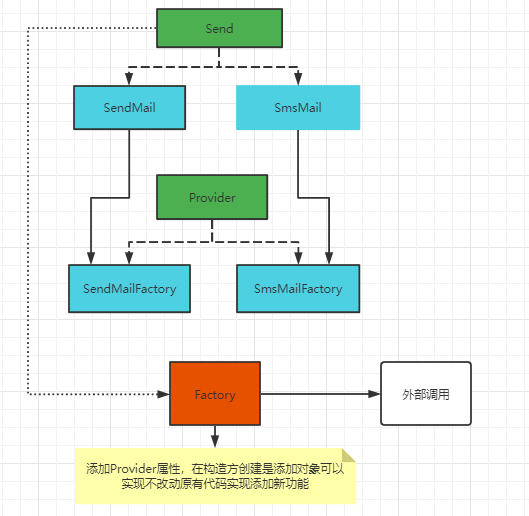 Send
SendMail
SmsMail
Provider
SendMailFactory
SmsMailFactory
Factory
外部调用
添加Provider属性，在构造方创建是添加对象可以
实现不改动原有代码实现添加新功能